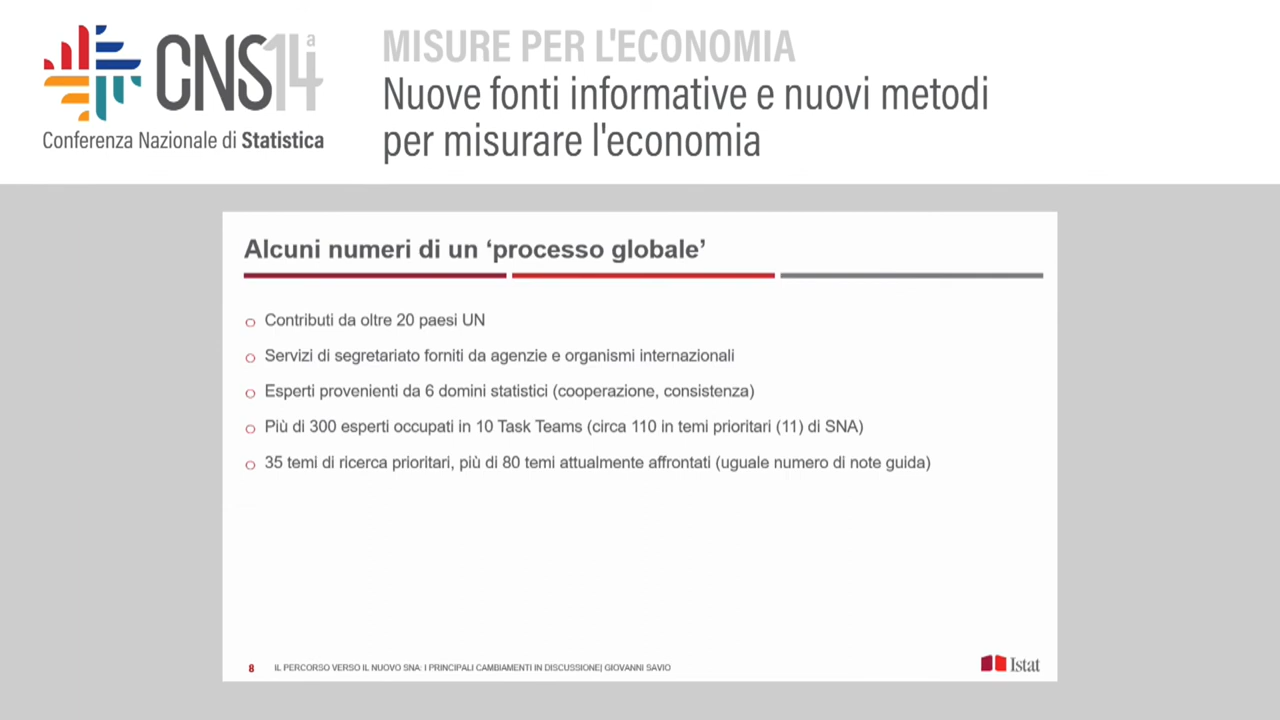 CNS14a
Conferenza Nazionale di Statistica
MISURE PER L'ECONOMIA
Nuove fonti informative e nuovi metodi
per misurare l'economia
Alcuni numeri di un ‘processo globale’
o Contributi da oltre 20 paesi UN
o Servizi di segretariato forniti da agenzie e organismi internazionali
o Esperti provenienti da 6 domini statistici (cooperazione, consistenza)
o Più di 300 esperti occupati in 10 Task Teams (circa 110 in temi prioritari (11) di SNA)
o 35 temi di ricerca prioritari, più di 80 temi attualmente affrontati (uguale numero di note guida)
8 IL PERCORSO VERSO IL NUOVO SNA: I PRINCIPALI CAMBIAMENTI IN DISCUSSIONE| GIOVANNI SAVIO
Istat